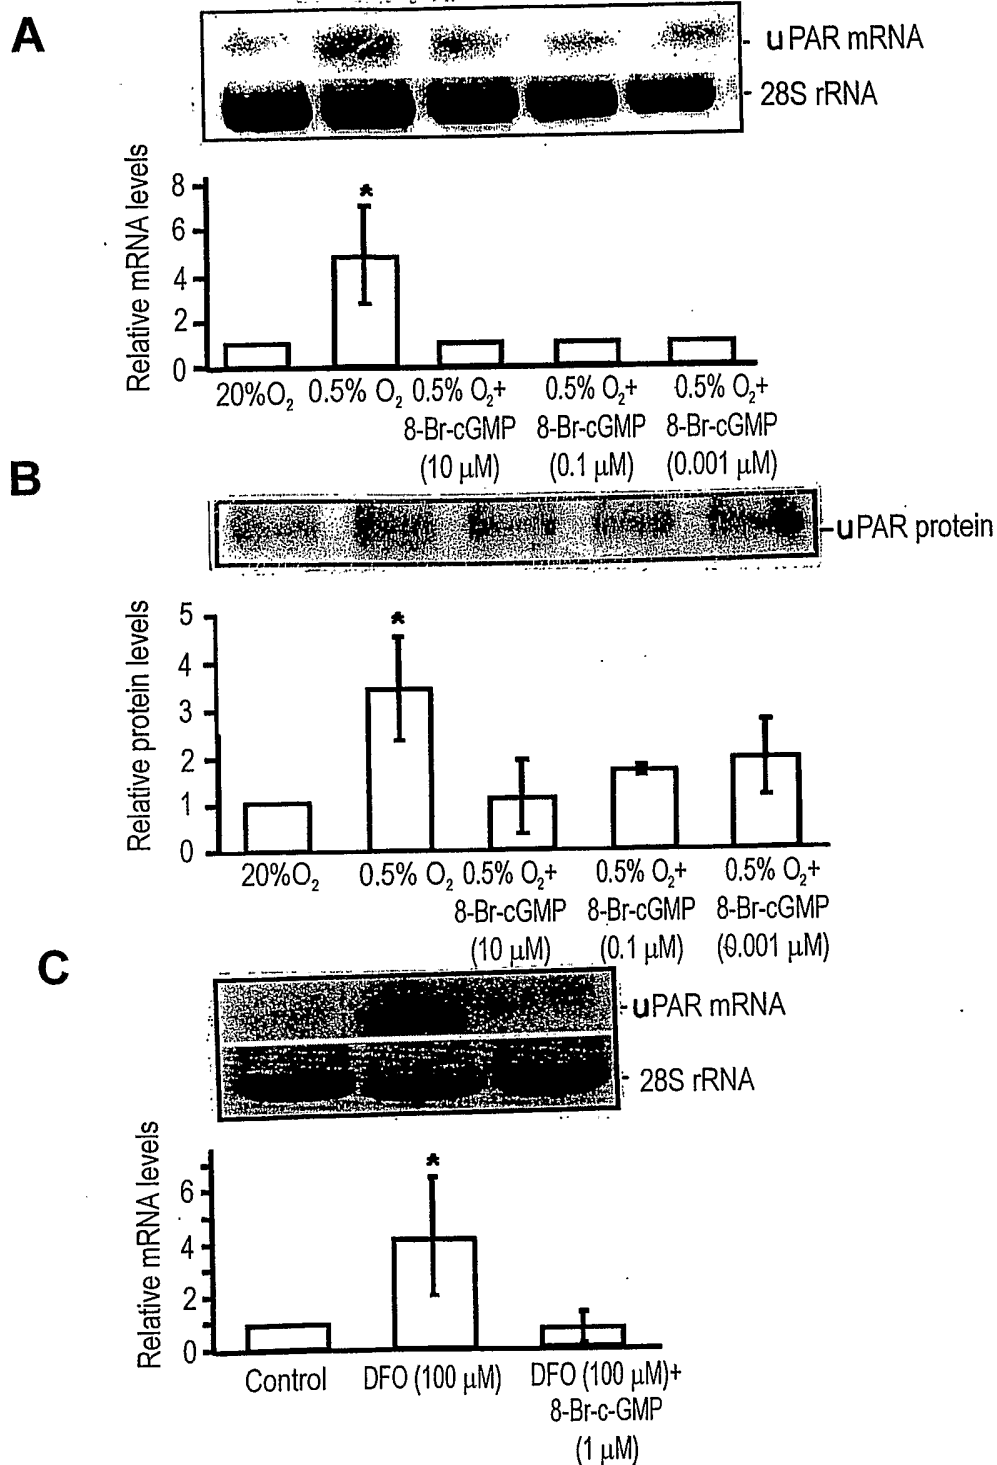 A
uPAR mRNA
28S rRNA
Relative mRNA levels
8
6
4
2
0
*
20%O₂ 0.5% O₂ 0.5% O₂+ 0.5% O₂+ 0.5% O₂+
8-Br-cGMP 8-Br-cGMP 8-Br-cGMP
(10 μM) (0.1 μM) (0.001 μM)
B
uPAR protein
Relative protein levels
5
4
3
2
1
0
*
20%O₂ 0.5% O₂ 0.5% O₂+ 0.5% O₂+ 0.5% O₂+
8-Br-cGMP 8-Br-cGMP 8-Br-cGMP
(10 μM) (0.1 μM) (0.001 μM)
C
uPAR mRNA
28S rRNA
Relative mRNA levels
6
4
2
0
*
Control DFO (100 μM) DFO (100 μM)+
8-Br-c-GMP
(1 μM)